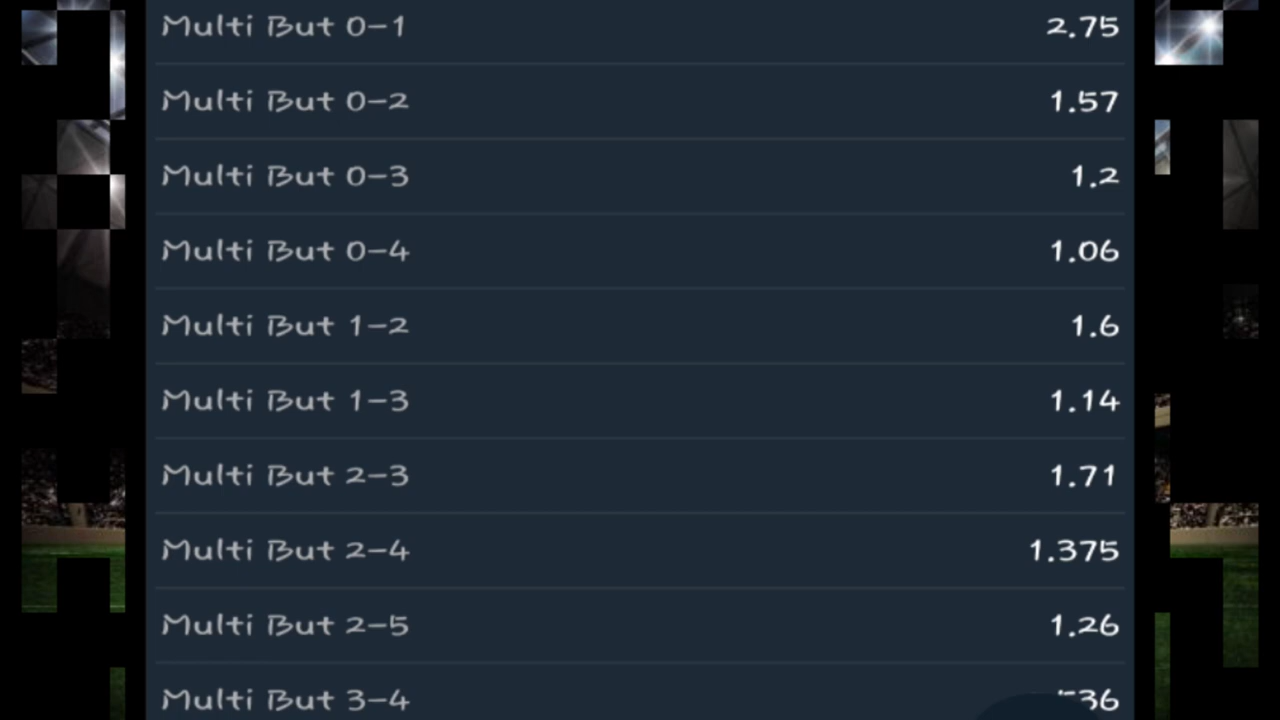 Multi But 0-1 2.75
Multi But 0-2 1.57
Multi But 0-3 1.2
Multi But 0-4 1.06
Multi But 1-2 1.6
Multi But 1-3 1.14
Multi But 2-3 1.71
Multi But 2-4 1.375
Multi But 2-5 1.26
Multi But 3-4